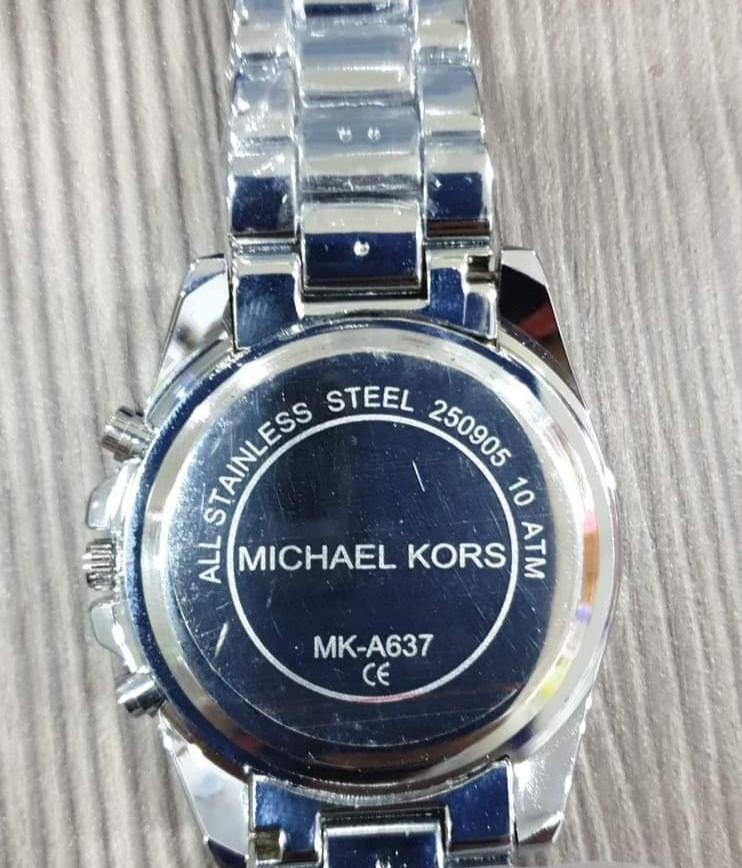 ALL STAINLESS STEEL 250905 10 ATM
MICHAEL KORS
MK-A637
CE